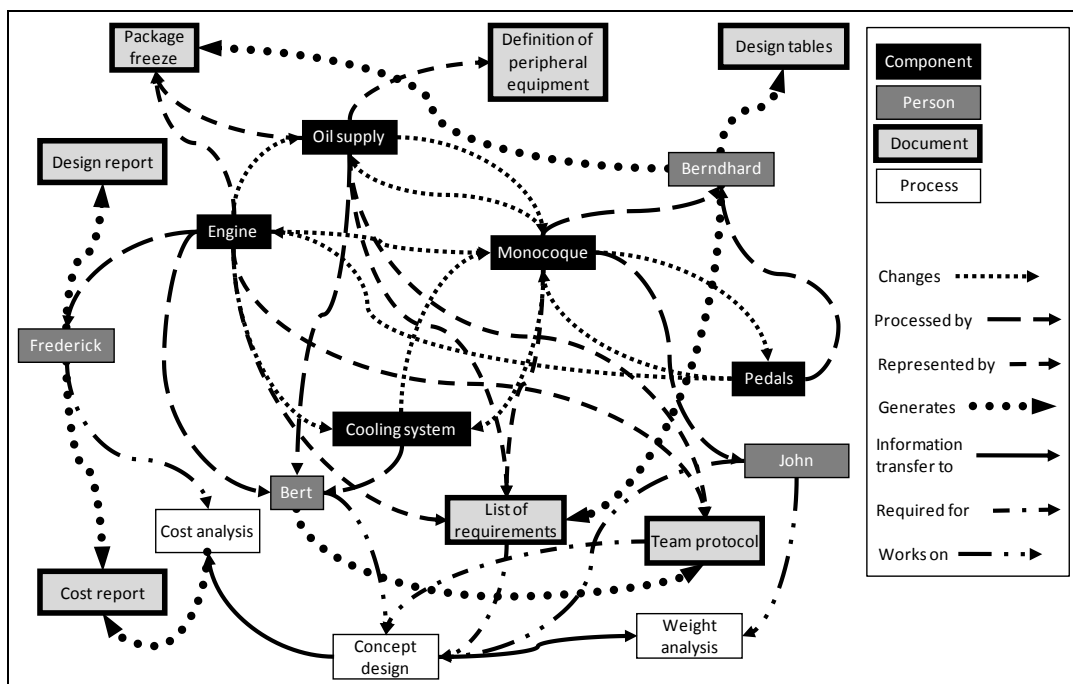 Package
freeze
Definition of
peripheral
equipment
Design tables
Component
Person
Document
Process
Oil supply
Design report
Berndhard
Engine
Monocoque
Changes
Processed by
Frederick
Represented by
Pedals
Generates
Cooling system
Information
transfer to
John
Bert
List of
requirements
Required for
Cost analysis
Team protocol
Works on
Cost report
Concept
design
Weight
analysis